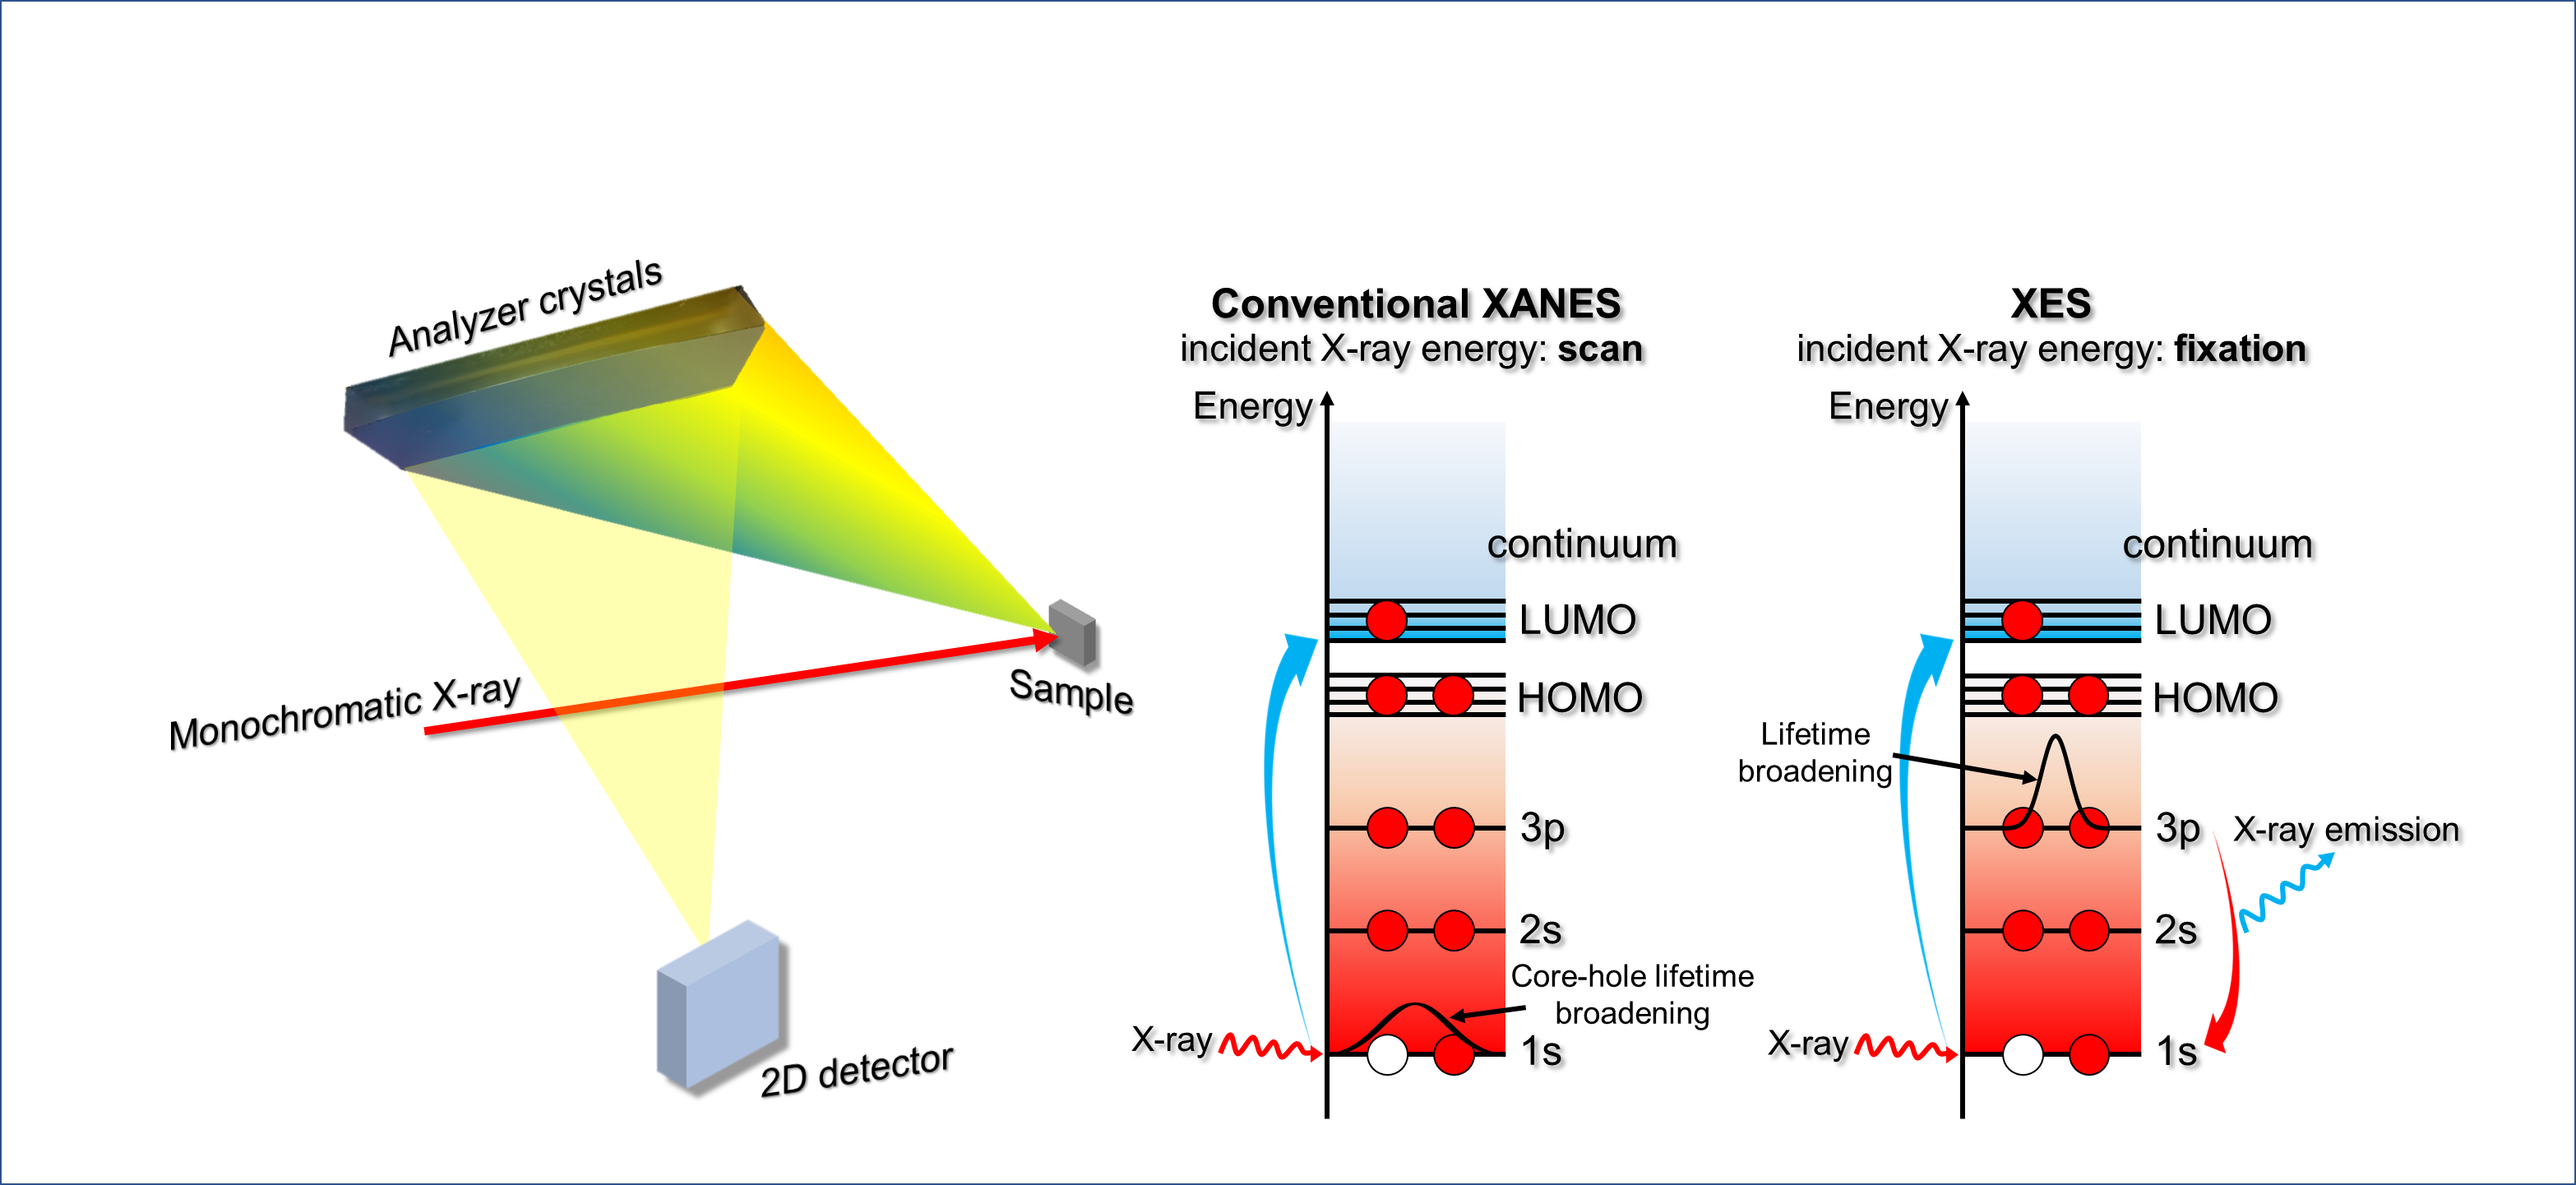 Analyzer crystals
Monochromatic X-ray
Sample
2D detector
Conventional XANES
incident X-ray energy: scan
Energy
continuum
LUMO
HOMO
3p
2s
Core-hole lifetime
broadening
X-ray
1s
XES
incident X-ray energy: fixation
Energy
continuum
LUMO
HOMO
Lifetime
broadening
3p
X-ray emission
2s
X-ray
1s